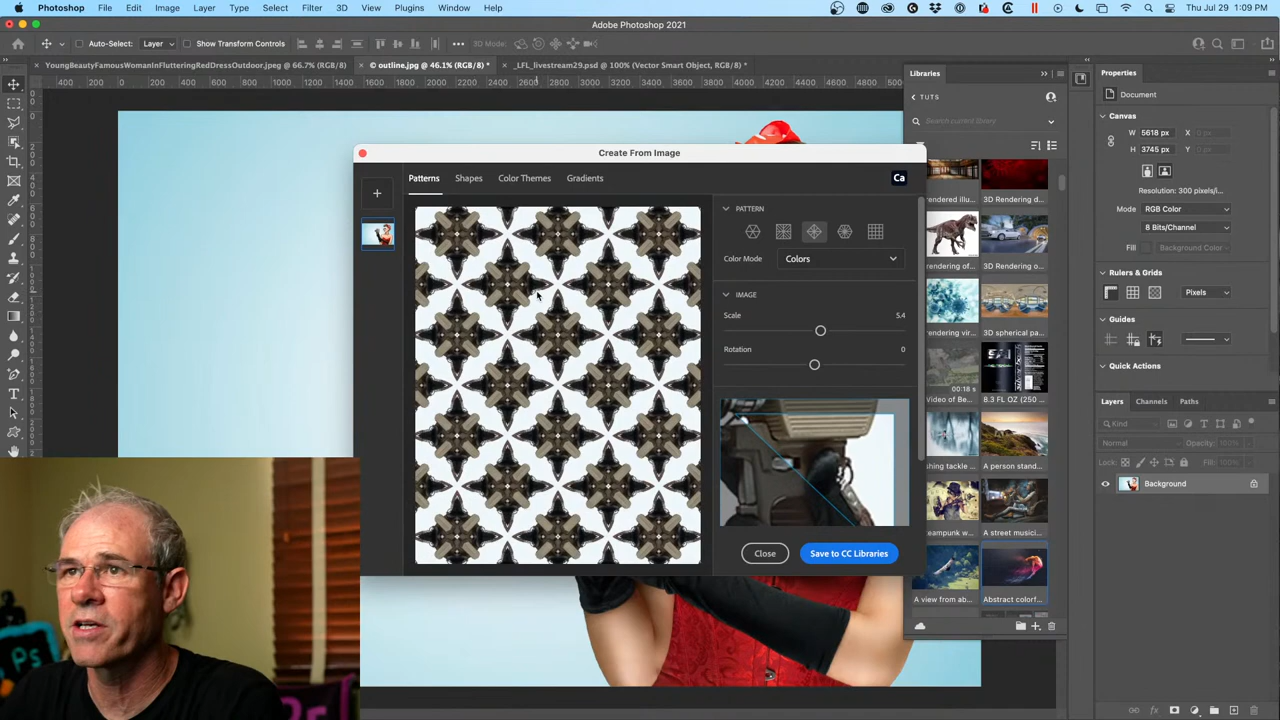 Photoshop File Edit Image Layer Type Select Filter 3D View Plugins Window Help Thu Jul 29 1:09 PM
Adobe Photoshop 2021
Auto-Select: Layer Show Transform Controls ••• 3D Mode:
YoungBeautyFamousWomanInFlutteringRedDressOutdoor.jpeg @ 66.7% (RGB/8) × © outline.jpg @ 46.1% (RGB/8) * × _LFL_livestream29.psd @ 100% (Vector Smart Object, RGB/8) *
400 200 0 200 400 600 800 1000 1200 1400 1600 1800 2000 2200 2400 2600 2800 3000 3200 3400 3600 3800 4000 4200 4400 4600 4800 5000
Libraries
TUTS
Search current library
rendered illu... 3D Rendering d...
rendering of... 3D Rendering o...
rendering vir... 3D spherical pa...
00:18 s
Video of Be... 8.3 FL OZ (250 ...
shing tackle ... A person stand...
steampunk w... A street musici...
A view from ab... Abstract colorf...
Create From Image
Patterns Shapes Color Themes Gradients Ca
+
PATTERN
Color Mode Colors
IMAGE
Scale 5.4
Rotation 0
Close Save to CC Libraries
Properties
Document
Canvas
W 5618 px X 0 px
H 3745 px Y 0 px
Resolution: 300 pixels/i...
Mode RGB Color
8 Bits/Channel
Fill Background Color
Rulers & Grids
Pixels
Guides
Quick Actions
Layers Channels Paths
Kind
Normal Opacity: 100%
Lock: Fill: 100%
Background
Ps
Pr